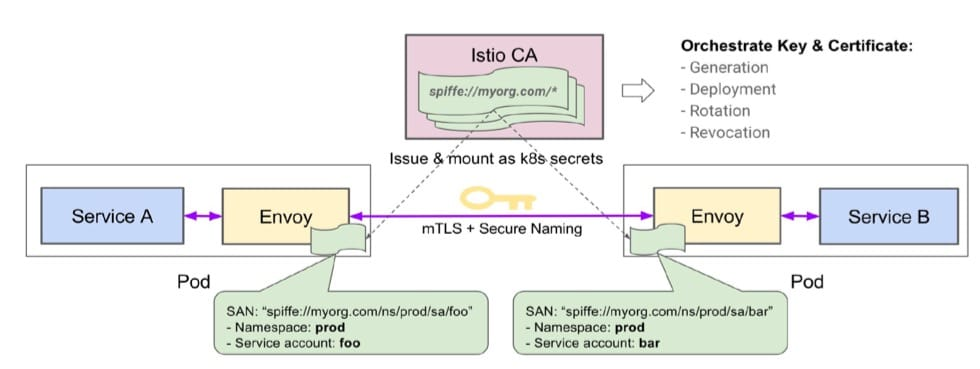 Istio CA
spiffe://myorg.com/*
Orchestrate Key & Certificate:
- Generation
- Deployment
- Rotation
- Revocation
Issue & mount as k8s secrets
Service A
Envoy
mTLS + Secure Naming
Envoy
Service B
Pod
Pod
SAN: “spiffe://myorg.com/ns/prod/sa/foo”
- Namespace: prod
- Service account: foo
SAN: “spiffe://myorg.com/ns/prod/sa/bar”
- Namespace: prod
- Service account: bar